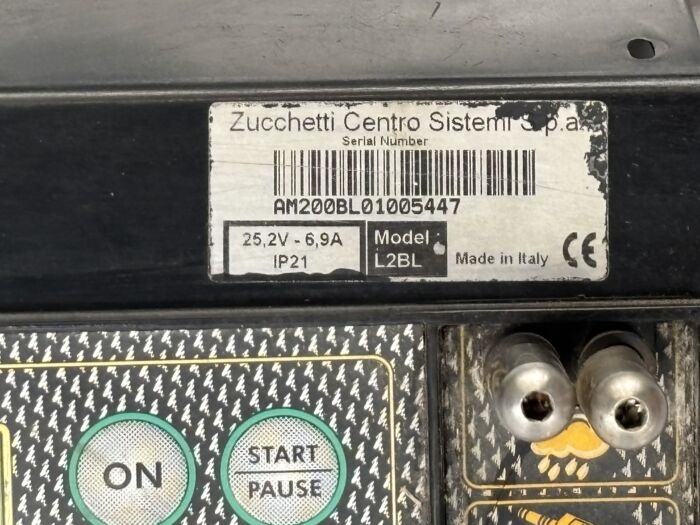 Zucchetti Centro Sistemi S.p.a.
Serial Number
AM200BL01005447
25,2V - 6,9A
IP21
Model
L2BL
Made in Italy
CE
ON
START
PAUSE